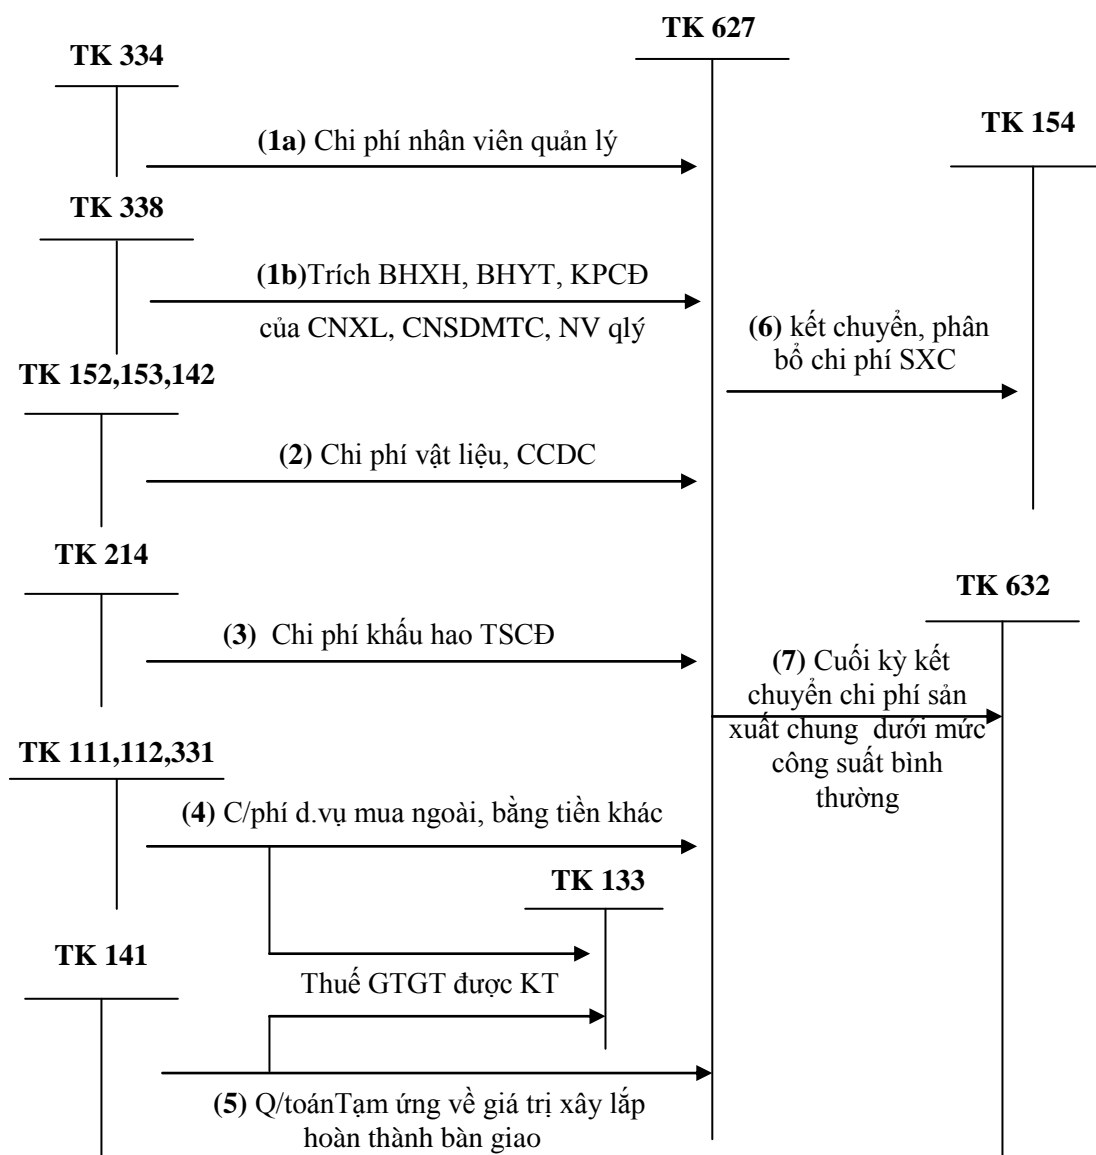 TK 627
TK 334
TK 154
(1a) Chi phí nhân viên quản lý
TK 338
(1b)Trích BHXH, BHYT, KPCĐ
của CNXL, CNSDMTC, NV qlý
(6) kết chuyển, phân
bổ chi phí SXC
TK 152,153,142
(2) Chi phí vật liệu, CCDC
TK 214
TK 632
(3) Chi phí khấu hao TSCĐ
(7) Cuối kỳ kết
chuyển chi phí sản
xuất chung dưới mức
công suất bình
thường
TK 111,112,331
(4) C/phí d.vụ mua ngoài, bằng tiền khác
TK 133
TK 141
Thuế GTGT được KT
(5) Q/toánTạm ứng về giá trị xây lắp
hoàn thành bàn giao